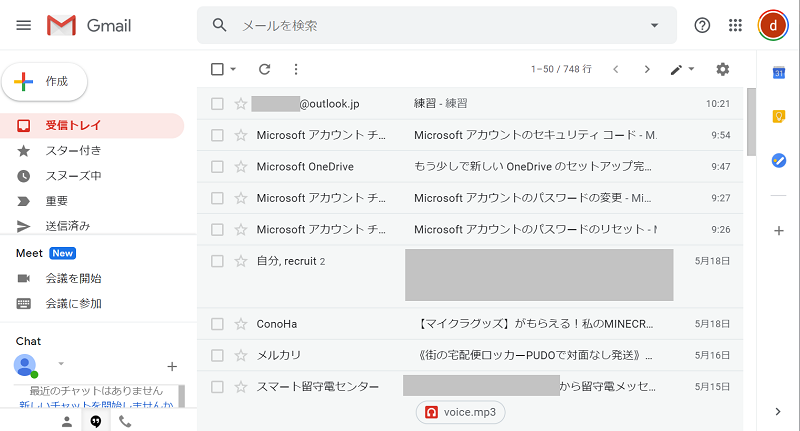 Gmail
メールを検索
d
作成
1–50 / 748 行
31
受信トレイ
スター付き
スヌーズ中
重要
送信済み
Meet New
会議を開始
会議に参加
Chat
最近のチャットはありません
新しいチャットを開始しませんか
@outlook.jp 練習 - 練習 10:21
Microsoft アカウント チ… Microsoft アカウントのセキュリティ コード - M… 9:54
Microsoft OneDrive もう少しで新しい OneDrive のセットアップ完… 9:47
Microsoft アカウント チ… Microsoft アカウントのパスワードの変更 - Mi… 9:27
Microsoft アカウント チ… Microsoft アカウントのパスワードのリセット - 9:26
自分, recruit 2 5月18日
ConoHa 【マイクラグッズ】がもらえる！私のMINECR… 5月18日
メルカリ 《街の宅配便ロッカーPUDOで対面なし発送》… 5月16日
スマート留守電センター から留守電メッセ… 5月15日
voice.mp3